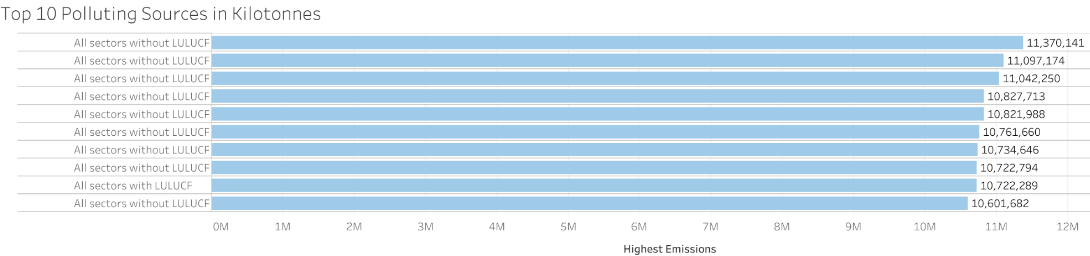 Top 10 Polluting Sources in Kilotonnes
All sectors without LULUCF 11,370,141
All sectors without LULUCF 11,097,174
All sectors without LULUCF 11,042,250
All sectors without LULUCF 10,827,713
All sectors without LULUCF 10,821,988
All sectors without LULUCF 10,761,660
All sectors without LULUCF 10,734,646
All sectors without LULUCF 10,722,794
All sectors with LULUCF 10,722,289
All sectors without LULUCF 10,601,682
0M 1M 2M 3M 4M 5M 6M 7M 8M 9M 10M 11M 12M
Highest Emissions